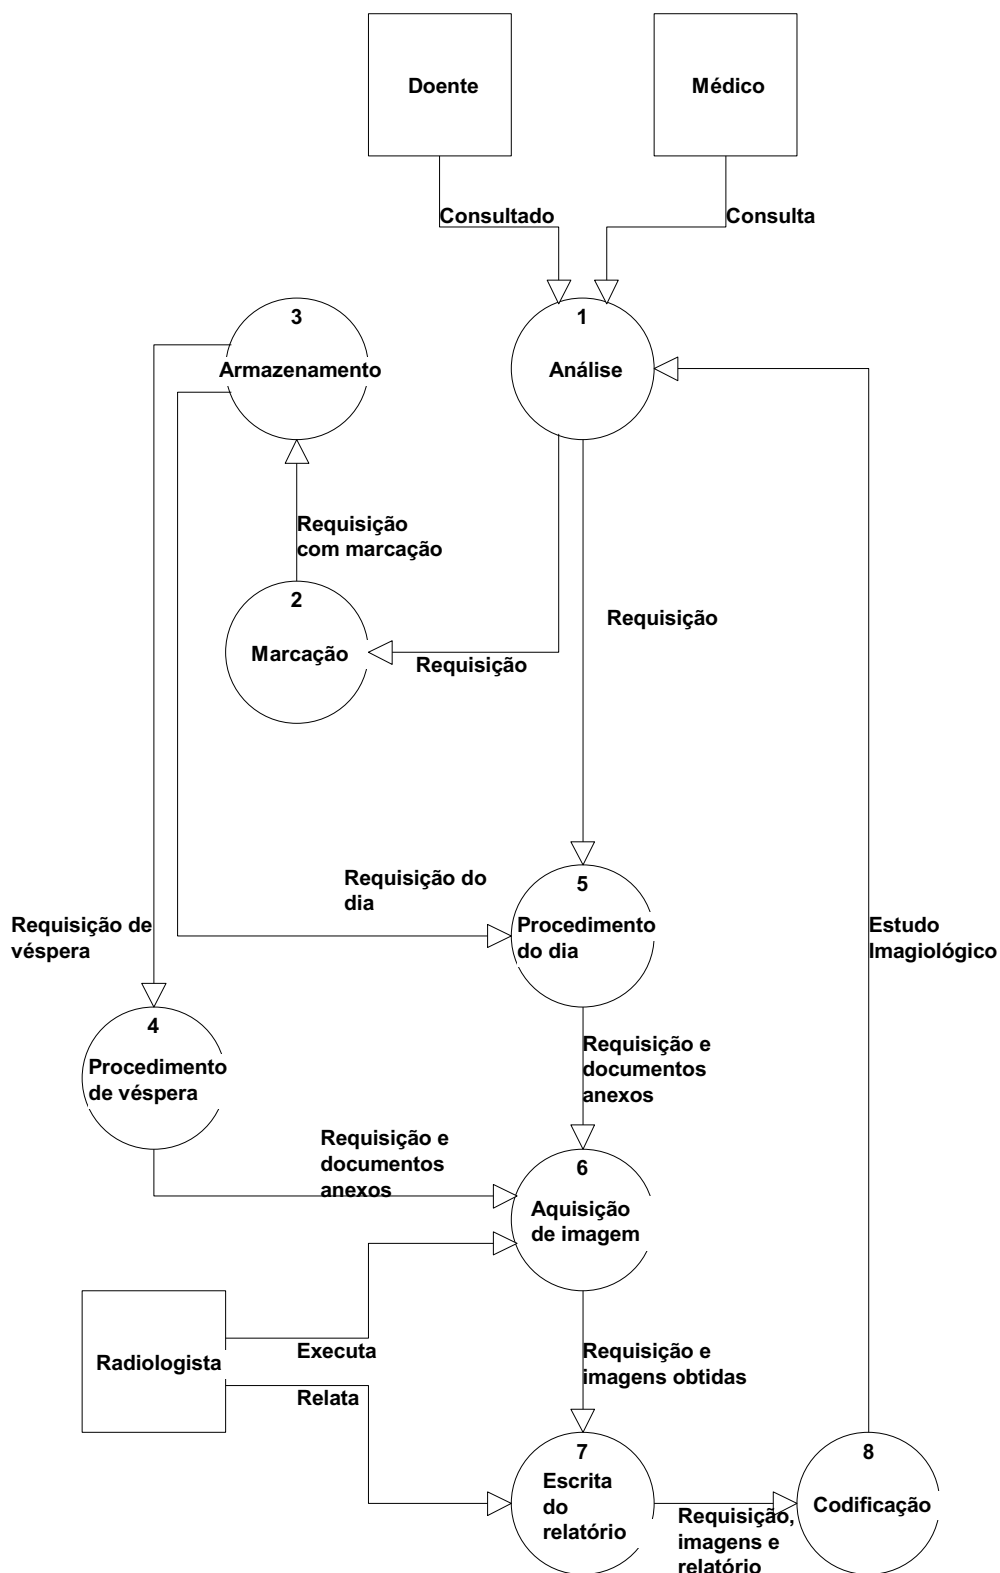 Doente
Médico
Consultado
Consulta
3
Armazenamento
1
Análise
Requisição
com marcação
2
Marcação
Requisição
Requisição
Requisição do
dia
5
Procedimento
do dia
Requisição de
véspera
Estudo
Imagiológico
4
Procedimento
de véspera
Requisição e
documentos
anexos
Requisição e
documentos
anexos
6
Aquisição
de imagem
Radiologista
Executa
Relata
Requisição e
imagens obtidas
7
Escrita
do
relatório
8
Codificação
Requisição,
imagens e
relatório